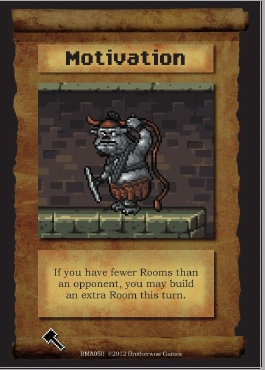 Motivation
If you have fewer Rooms than
an opponent, you may build
an extra Room this turn.
BMA050 ©2012 Brotherwise Games